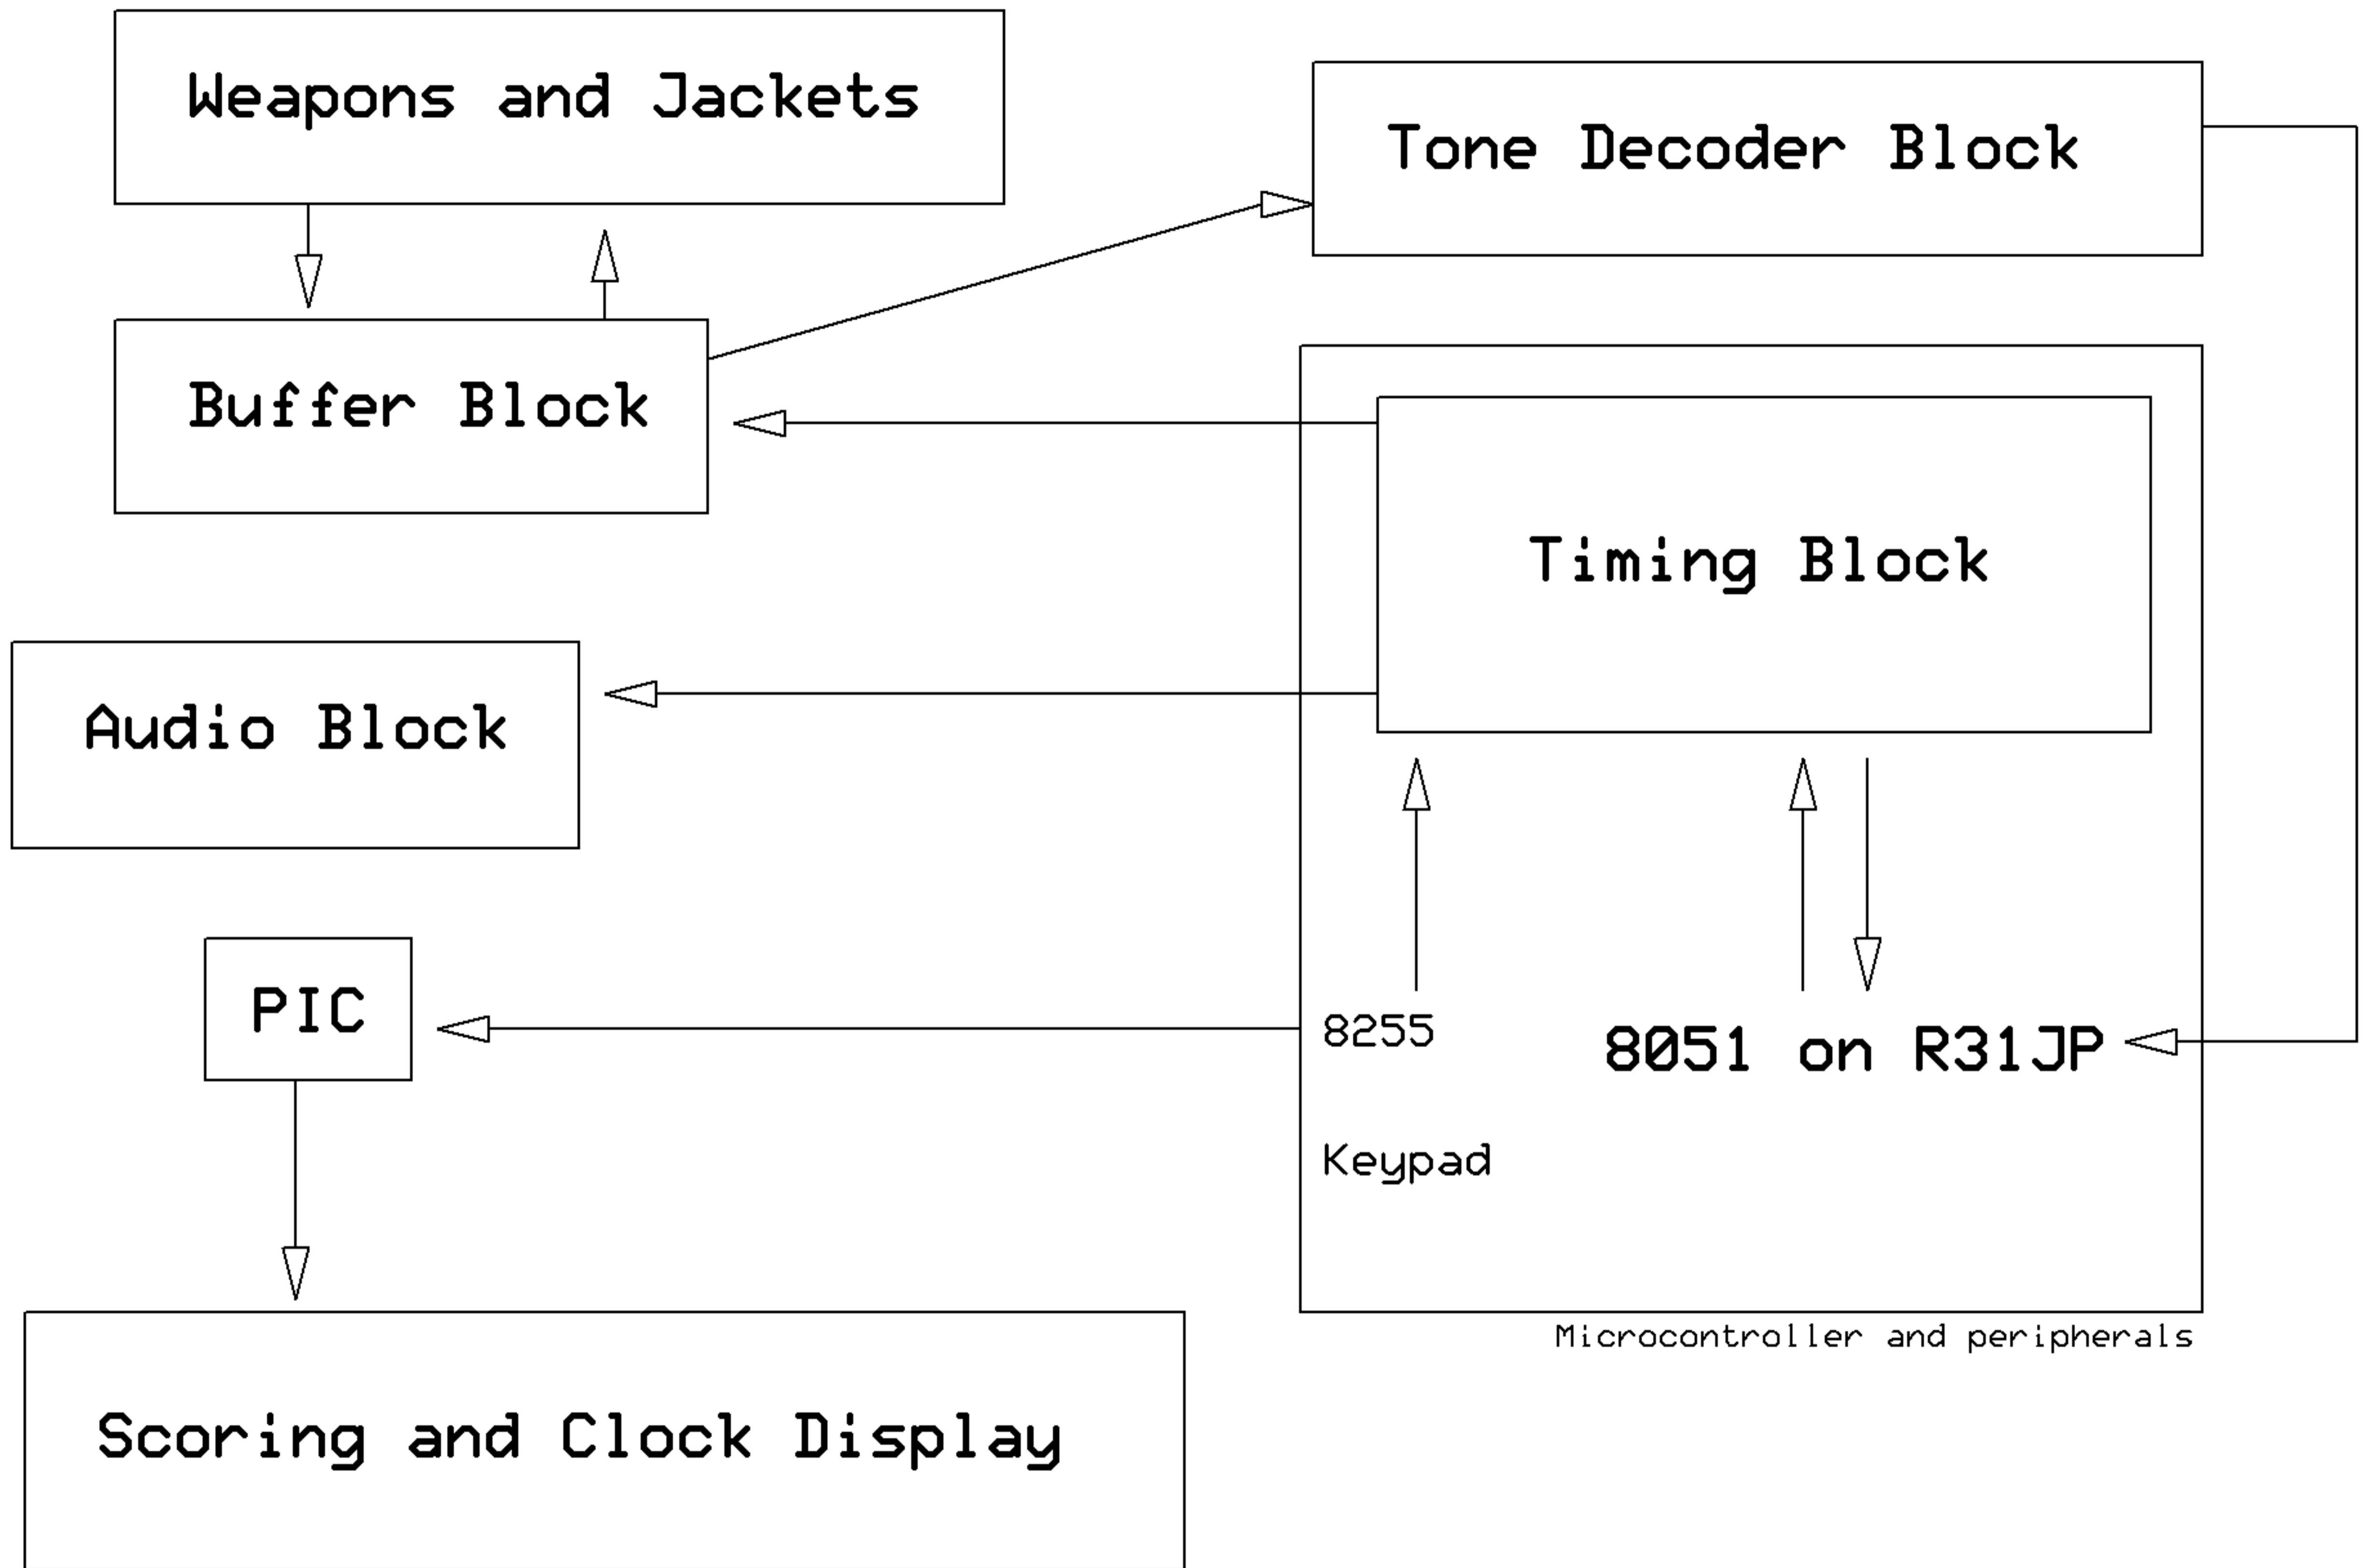 Weapons and Jackets
Tone Decoder Block
Buffer Block
Timing Block
Audio Block
PIC
8255
8051 on R31JP
Keypad
Microcontroller and peripherals
Scoring and Clock Display